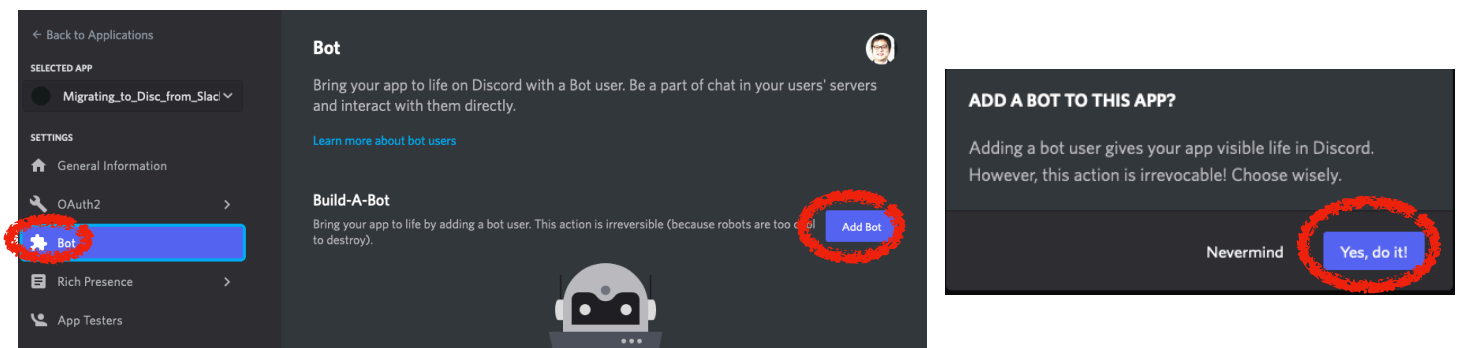 ← Back to Applications
SELECTED APP
Migrating_to_Disc_from_Slac
SETTINGS
General Information
OAuth2
Bot
Rich Presence
App Testers
Bot
Bring your app to life on Discord with a Bot user. Be a part of chat in your users' servers
and interact with them directly.
Learn more about bot users
Build-A-Bot
Bring your app to life by adding a bot user. This action is irreversible (because robots are too cool
to destroy).
Add Bot
ADD A BOT TO THIS APP?
Adding a bot user gives your app visible life in Discord.
However, this action is irrevocable! Choose wisely.
Nevermind
Yes, do it!